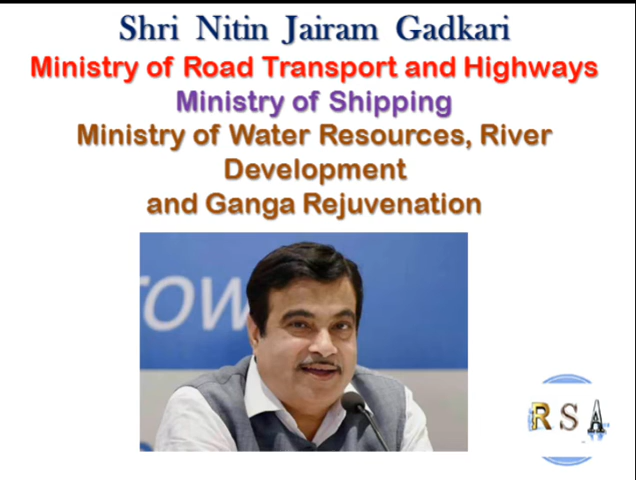 Shri Nitin Jairam Gadkari
Ministry of Road Transport and Highways
Ministry of Shipping
Ministry of Water Resources, River
Development
and Ganga Rejuvenation
TOW
R S A